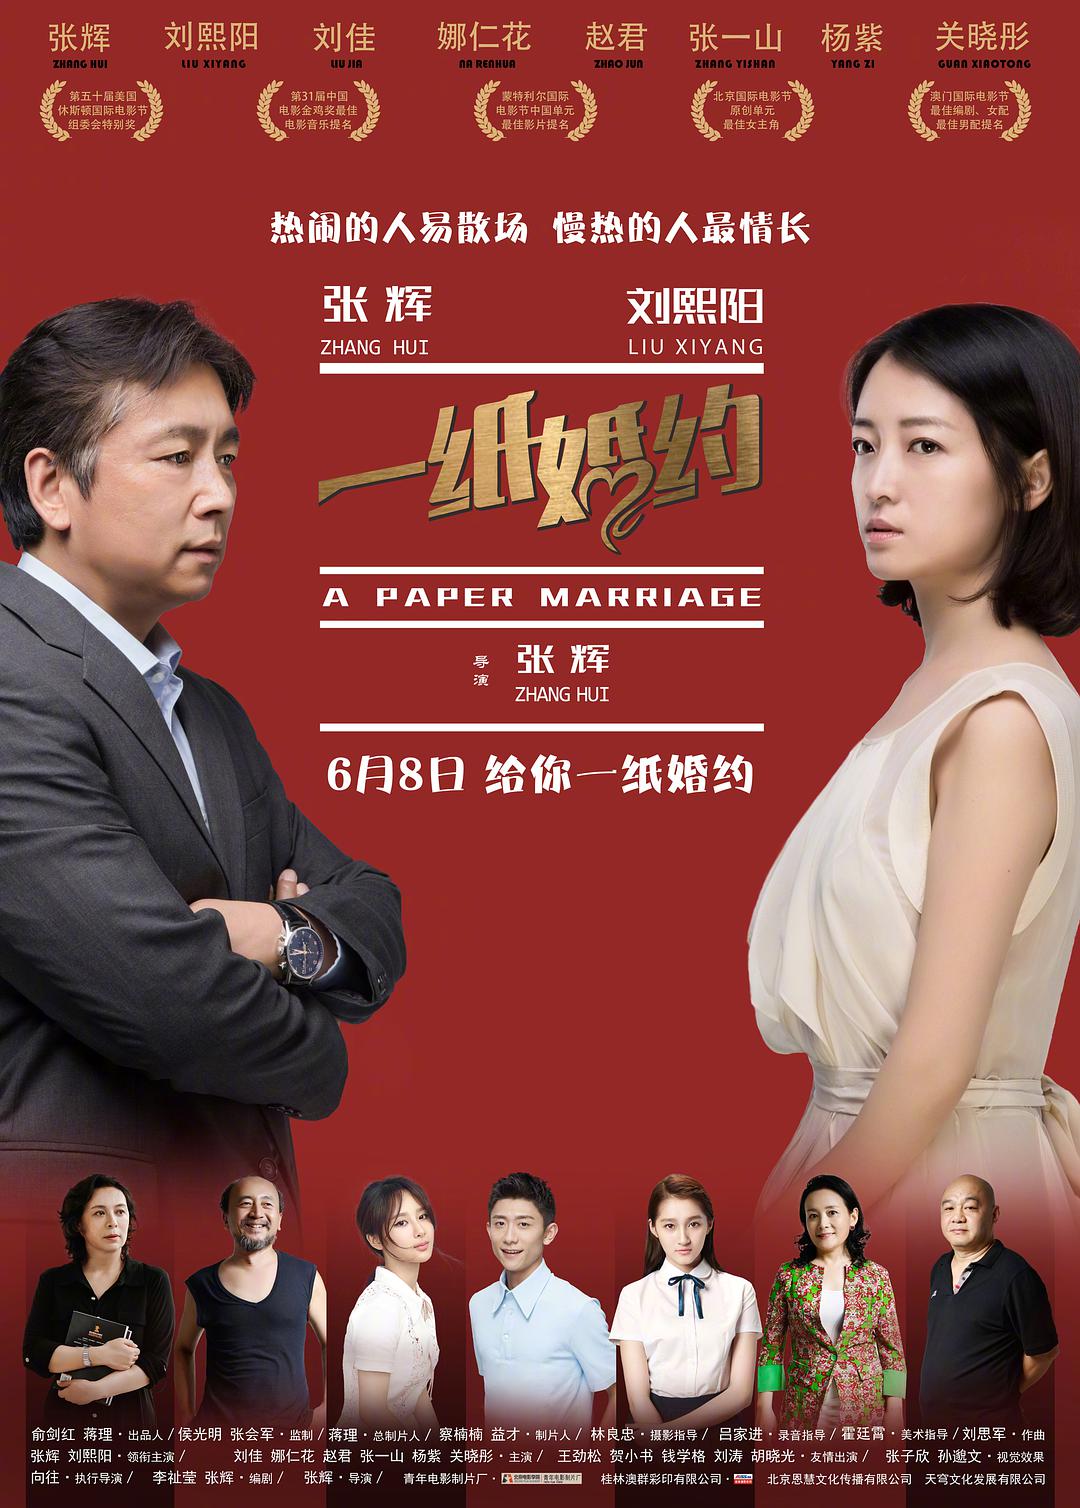 张辉 刘熙阳 刘佳 娜仁花 赵君 张一山 杨紫 关晓彤
ZHANG HUI LIU XIYANG LIU JIA NA RENHUA ZHAO JUN ZHANG YISHAN YANG ZI GUAN XIAOTONG
第五十届美国
休斯顿国际电影节
组委会特别奖
第31届中国
电影金鸡奖最佳
电影音乐提名
蒙特利尔国际
电影节中国单元
最佳影片提名
北京国际电影节
原创单元
最佳女主角
澳门国际电影节
最佳编剧、女配
最佳男配提名
热闹的人易散场 慢热的人最情长
张辉 刘熙阳
ZHANG HUI LIU XIYANG
一纸婚约
A PAPER MARRIAGE
导演 张辉
ZHANG HUI
6月8日 给你一纸婚约
俞剑红 蒋理·出品人/侯光明 张会军·监制/蒋理·总制片人/ 察楠楠 益才·制片人/ 林良忠·摄影指导/ 吕家进·录音指导/霍廷霄·美术指导/刘思军·作曲
张辉 刘熙阳·领衔主演/ 刘佳 娜仁花 赵君 张一山 杨紫 关晓彤·主演/ 王劲松 贺小书 钱学格 刘涛 胡晓光·友情出演/ 张子欣 孙邈文·视觉效果
向往·执行导演/ 李祉莹 张辉·编剧/ 张辉·导演/ 青年电影制片厂· 青年电影制片厂 桂林澳群彩印有限公司· 北京恩慧文化传播有限公司 天穹文化发展有限公司